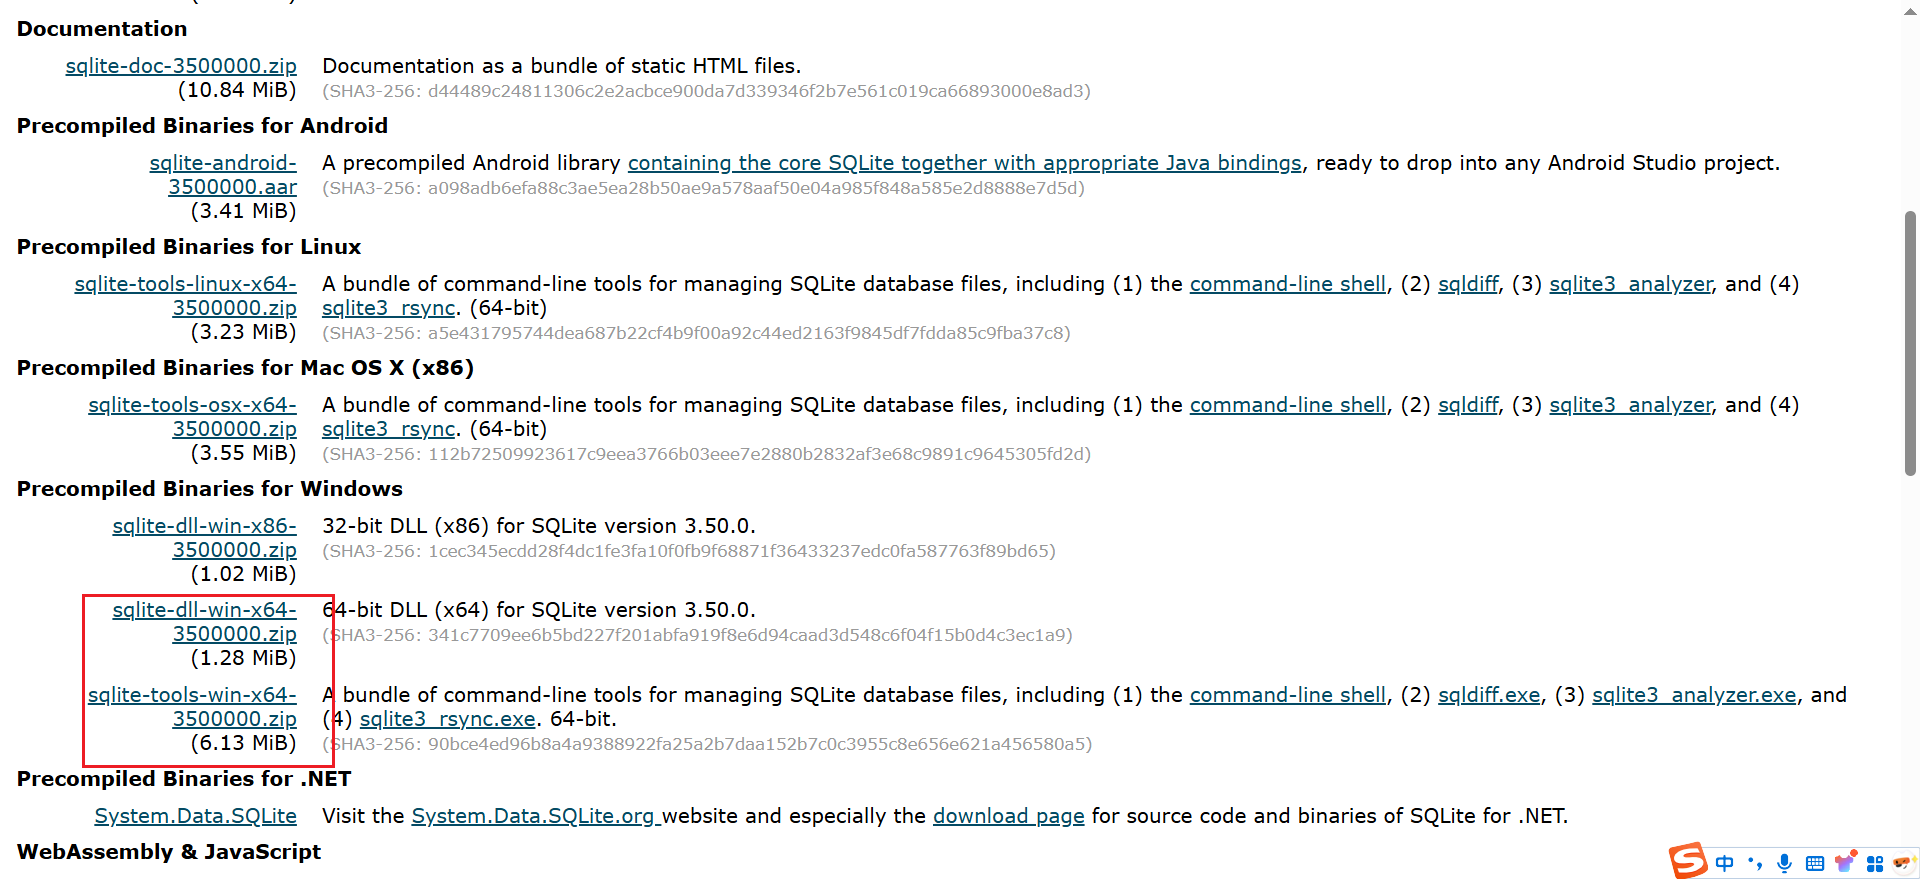 Documentation
sqlite-doc-3500000.zip Documentation as a bundle of static HTML files.
(10.84 MiB) (SHA3-256: d44489c24811306c2e2acbce900da7d339346f2b7e561c019ca66893000e8ad3)
Precompiled Binaries for Android
sqlite-android- A precompiled Android library containing the core SQLite together with appropriate Java bindings, ready to drop into any Android Studio project.
3500000.aar (SHA3-256: a098adb6efa88c3ae5ea28b50ae9a578aaf50e04a985f848a585e2d8888e7d5d)
(3.41 MiB)
Precompiled Binaries for Linux
sqlite-tools-linux-x64- A bundle of command-line tools for managing SQLite database files, including (1) the command-line shell, (2) sqldiff, (3) sqlite3_analyzer, and (4)
3500000.zip sqlite3_rsync. (64-bit)
(3.23 MiB) (SHA3-256: a5e431795744dea687b22cf4b9f00a92c44ed2163f9845df7fdda85c9fba37c8)
Precompiled Binaries for Mac OS X (x86)
sqlite-tools-osx-x64- A bundle of command-line tools for managing SQLite database files, including (1) the command-line shell, (2) sqldiff, (3) sqlite3_analyzer, and (4)
3500000.zip sqlite3_rsync. (64-bit)
(3.55 MiB) (SHA3-256: 112b72509923617c9eea3766b03eee7e2880b2832af3e68c9891c9645305fd2d)
Precompiled Binaries for Windows
sqlite-dll-win-x86- 32-bit DLL (x86) for SQLite version 3.50.0.
3500000.zip (SHA3-256: 1cec345ecdd28f4dc1fe3fa10f0fb9f68871f36433237edc0fa587763f89bd65)
(1.02 MiB)
sqlite-dll-win-x64- 64-bit DLL (x64) for SQLite version 3.50.0.
3500000.zip (SHA3-256: 341c7709ee6b5bd227f201abfa919f8e6d94caad3d548c6f04f15b0d4c3ec1a9)
(1.28 MiB)
sqlite-tools-win-x64- A bundle of command-line tools for managing SQLite database files, including (1) the command-line shell, (2) sqldiff.exe, (3) sqlite3_analyzer.exe, and
3500000.zip (4) sqlite3_rsync.exe. 64-bit.
(6.13 MiB) (SHA3-256: 90bce4ed96b8a4a9388922fa25a2b7daa152b7c0c3955c8e656e621a456580a5)
Precompiled Binaries for .NET
System.Data.SQLite Visit the System.Data.SQLite.org website and especially the download page for source code and binaries of SQLite for .NET.
WebAssembly & JavaScript
中